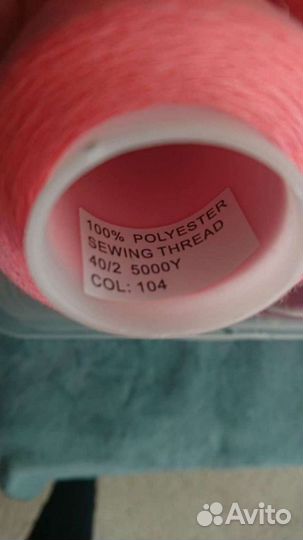 100% POLYESTER
SEWING THREAD
40/2 5000Y
COL: 104
Avito